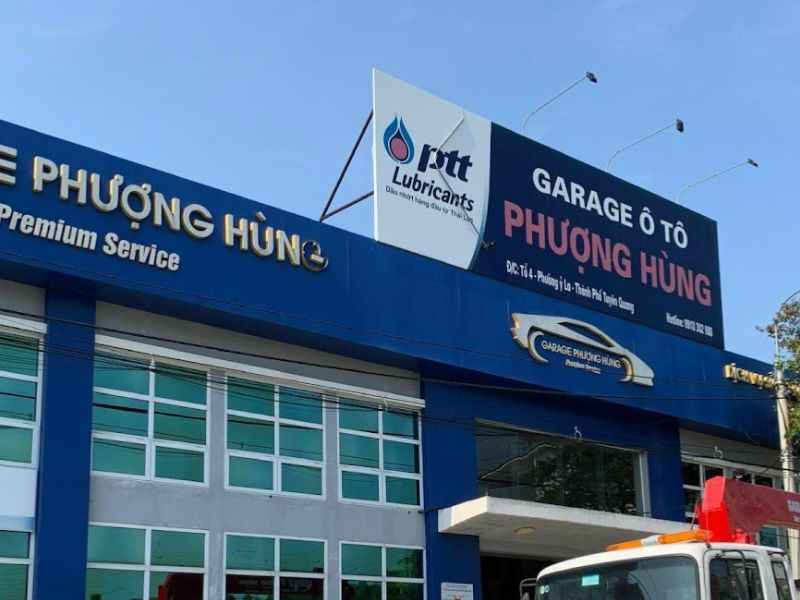 E PHƯỢNG HÙNG
Premium Service
ptt
Lubricants
Dầu nhớt hàng đầu từ Thái Lan
GARAGE Ô TÔ
PHƯỢNG HÙNG
Đ/C: Tổ 4 - Phường ỷ La - Thành Phố Tuyên Quang
GARAGE PHƯỢNG HÙNG
Premium Service